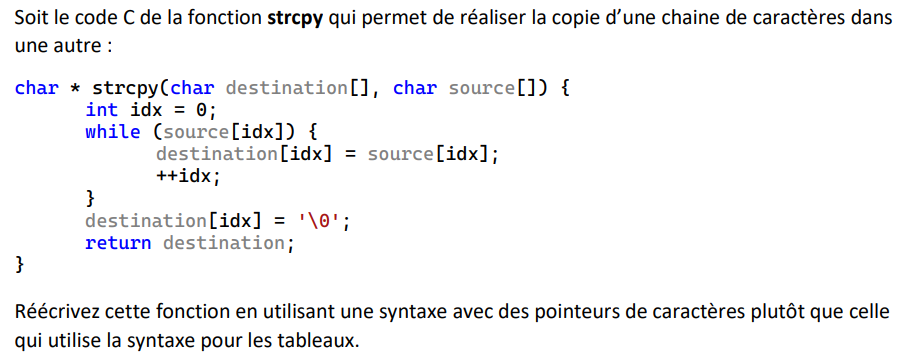 Soit le code C de la fonction strcpy qui permet de réaliser la copie d’une chaine de caractères dans
une autre :
char * strcpy(char destination[], char source[]) {
int idx = 0;
while (source[idx]) {
destination[idx] = source[idx];
++idx;
}
destination[idx] = '\0';
return destination;
}
Réécrivez cette fonction en utilisant une syntaxe avec des pointeurs de caractères plutôt que celle
qui utilise la syntaxe pour les tableaux.